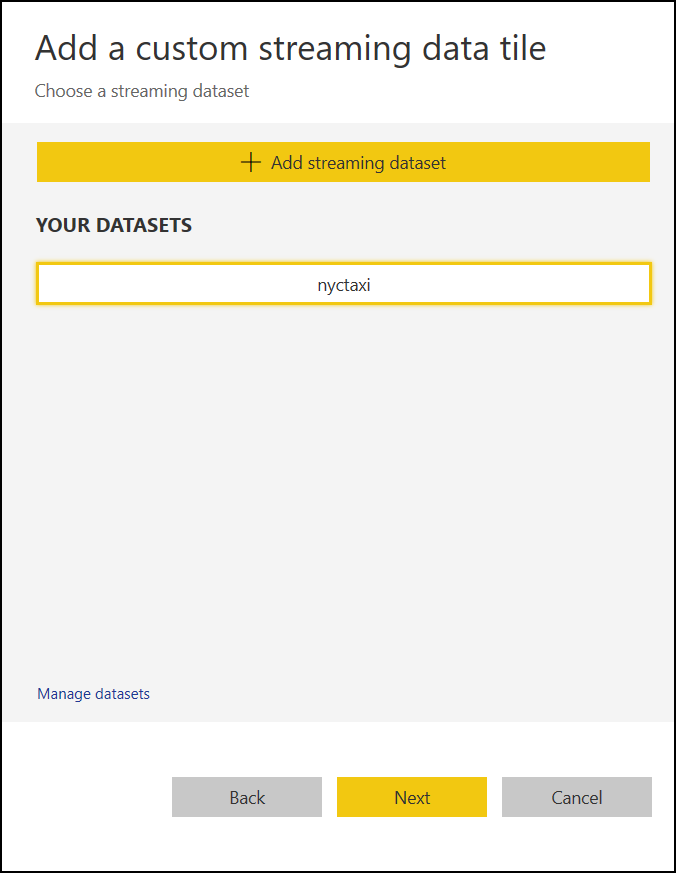 Add a custom streaming data tile
Choose a streaming dataset
Add streaming dataset
YOUR DATASETS
nyctaxi
Manage datasets
Back
Next
Cancel